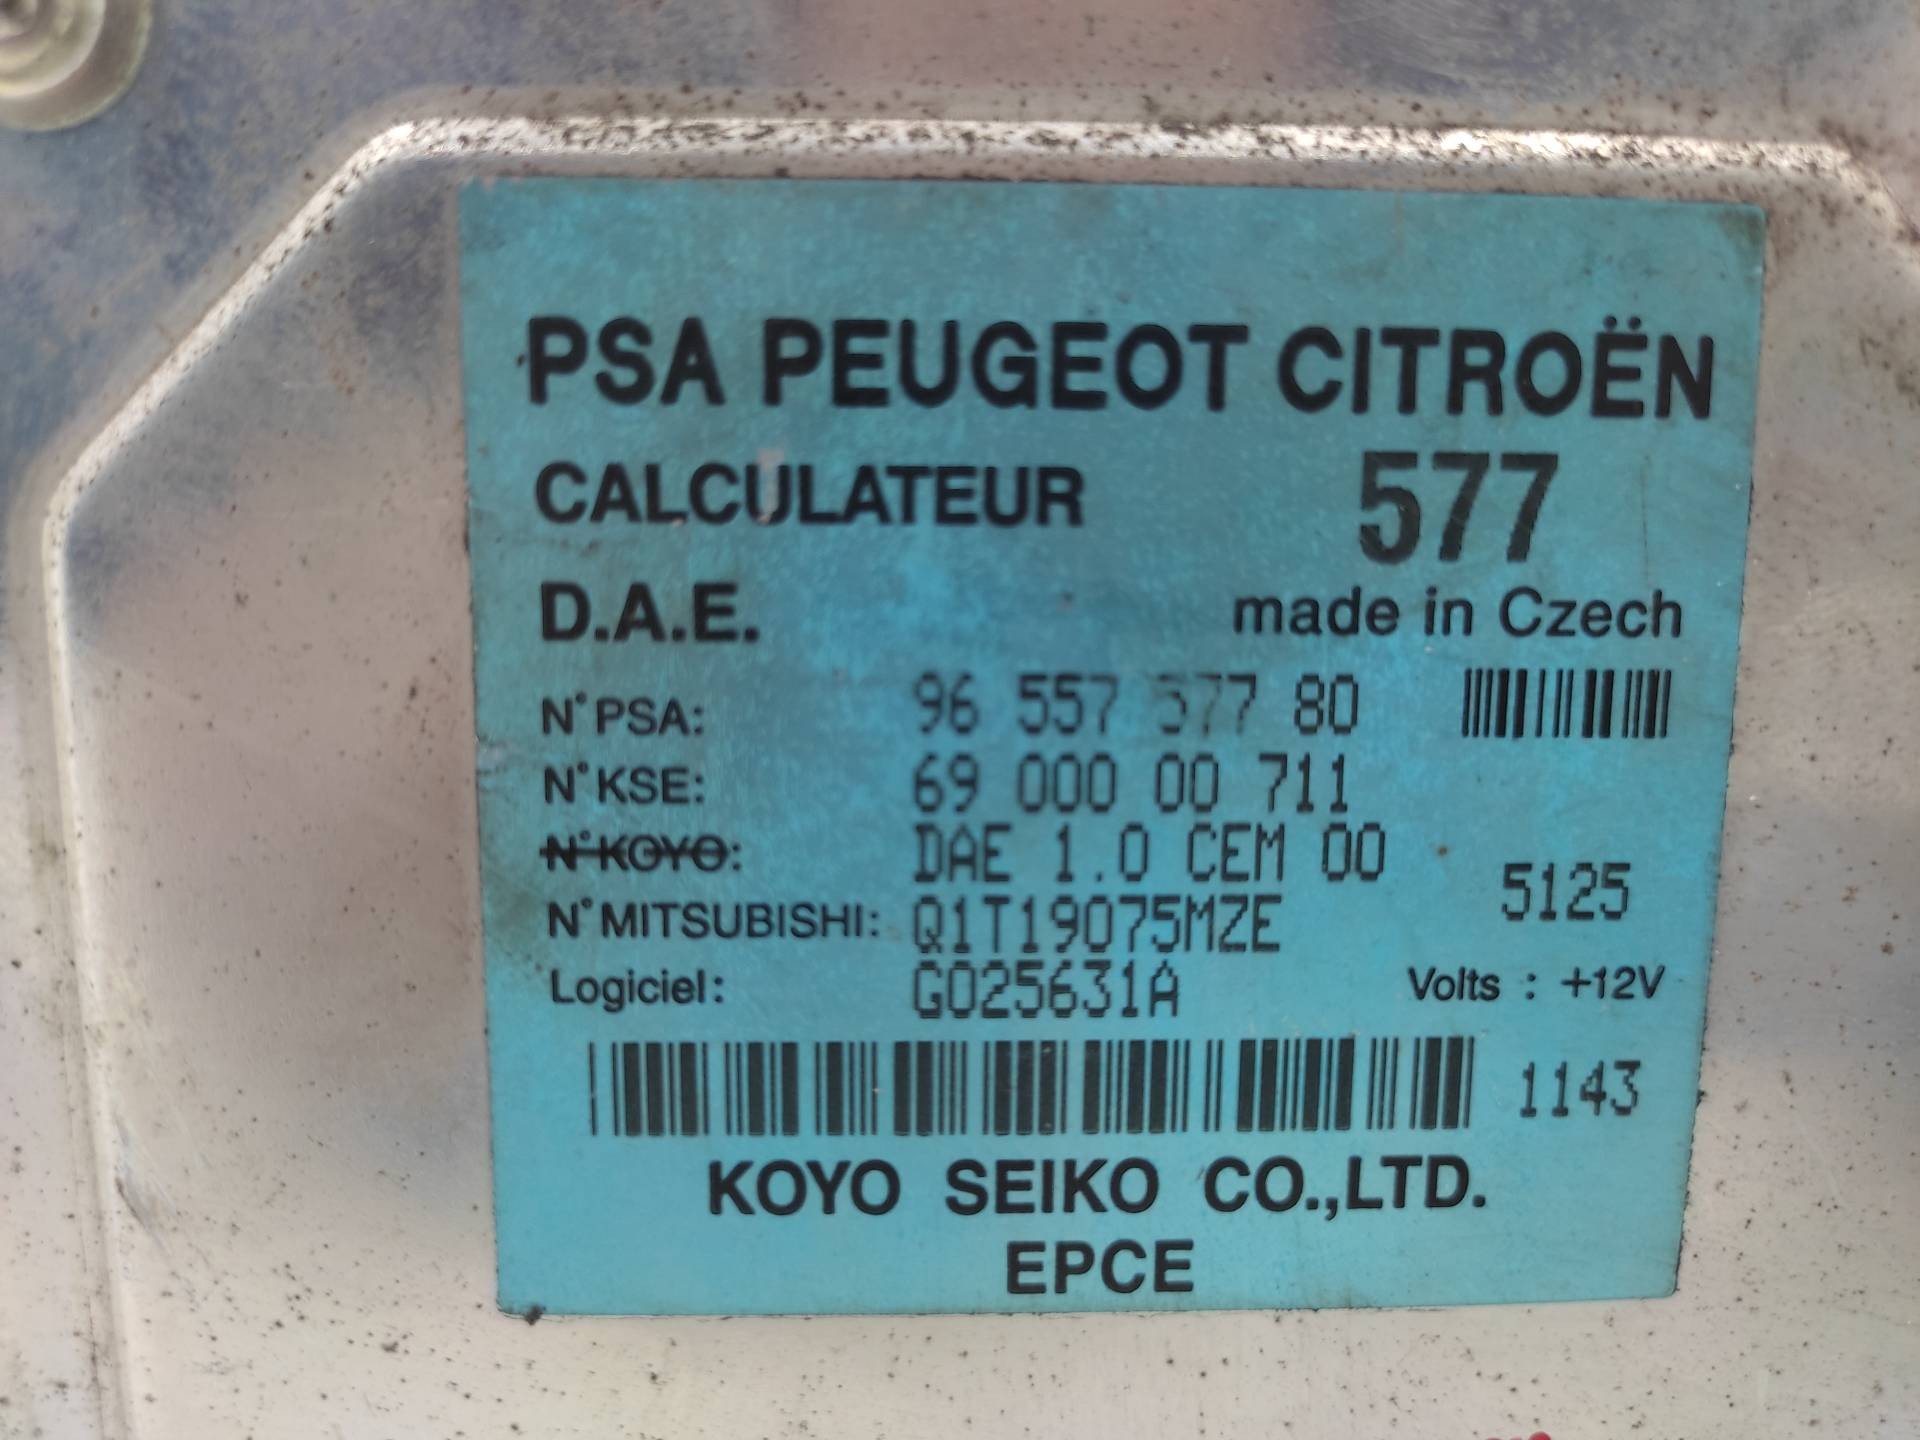 PSA PEUGEOT CITROËN
CALCULATEUR 577
D.A.E. made in Czech
N°PSA: 96 557 577 80
N°KSE: 69 000 00 711
N°KOYO: DAE 1.0 CEM 00
5125
N°MITSUBISHI: Q1T19075MZE
Logiciel: G025631A Volts : +12V
1143
KOYO SEIKO CO.,LTD.
EPCE